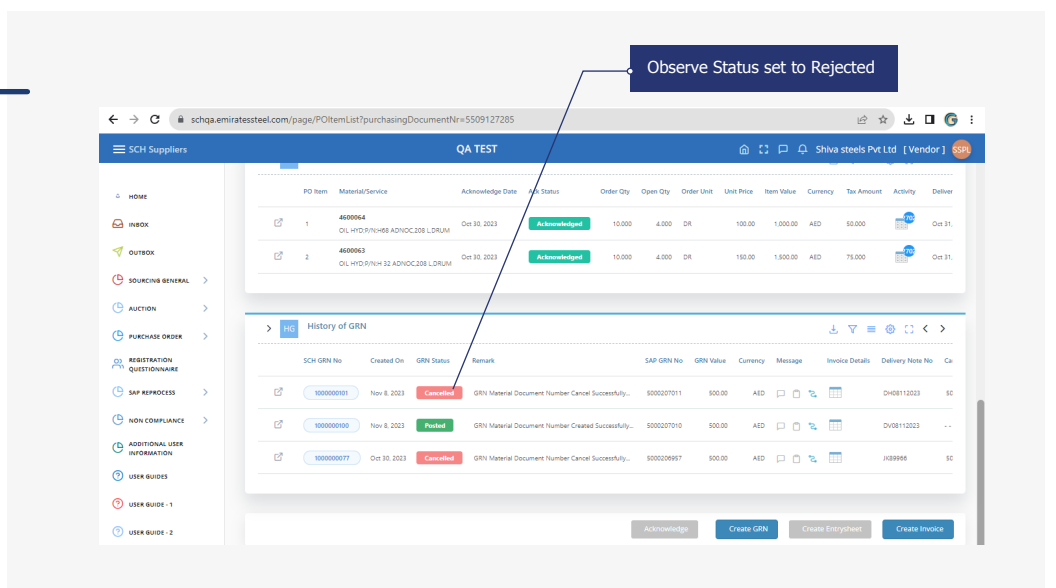 Observe Status set to Rejected
schqa.emiratessteel.com/page/POItemList?purchasingDocumentNr=5509127285
SCH Suppliers QA TEST Shiva steels Pvt Ltd [ Vendor ] SSPL
HOME
INBOX
OUTBOX
SOURCING GENERAL
AUCTION
PURCHASE ORDER
REGISTRATION
QUESTIONNAIRE
SAP REPROCESS
NON COMPLIANCE
ADDITIONAL USER
INFORMATION
USER GUIDES
USER GUIDE - 1
USER GUIDE - 2
PO Item Material/Service Acknowledge Date Ack Status Order Qty Open Qty Order Unit Unit Price Item Value Currency Tax Amount Activity Deliver
1 4600064 Oct 30, 2023 Acknowledged 10.000 4.000 DR 100.00 1,000.00 AED 50.000 Oct 31,
OIL HYD:P/N:H68 ADNOC,208 L,DRUM
2 4600063 Oct 30, 2023 Acknowledged 10.000 4.000 DR 150.00 1,500.00 AED 75.000 Oct 31,
OIL HYD:P/N:H 32 ADNOC,208 L,DRUM
HG History of GRN
SCH GRN No Created On GRN Status Remark SAP GRN No GRN Value Currency Message Invoice Details Delivery Note No Ca
1000000101 Nov 8, 2023 Cancelled GRN Material Document Number Cancel Successfully... 5000207011 500.00 AED DH08112023 50
1000000100 Nov 8, 2023 Posted GRN Material Document Number Created Successfully... 5000207010 500.00 AED DV08112023 - -
1000000077 Oct 30, 2023 Cancelled GRN Material Document Number Cancel Successfully... 5000206957 500.00 AED JK89966 50
Acknowledge Create GRN Create Entrysheet Create Invoice